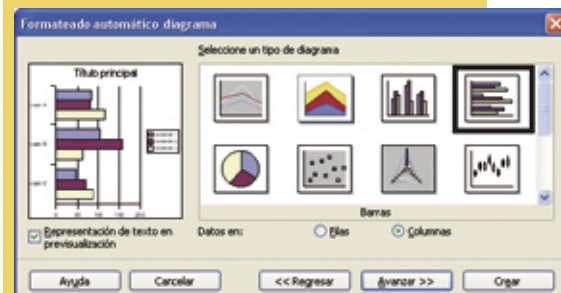 Formateado automático diagrama
Seleccione un tipo de diagrama
Título principal
Barras
Representación de texto en
previsualización
Datos en:
Filas
Columnas
Ayuda
Cancelar
<< Regresar
Avanzar >>
Crear